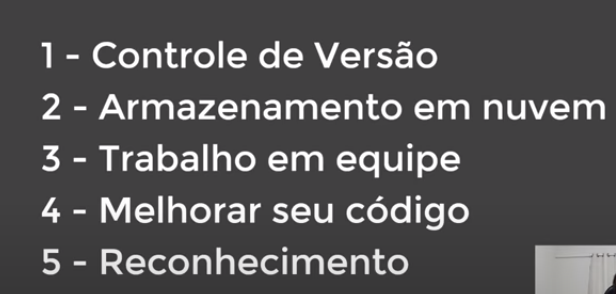 1 - Controle de Versão
2 - Armazenamento em nuvem
3 - Trabalho em equipe
4 - Melhorar seu código
5 - Reconhecimento